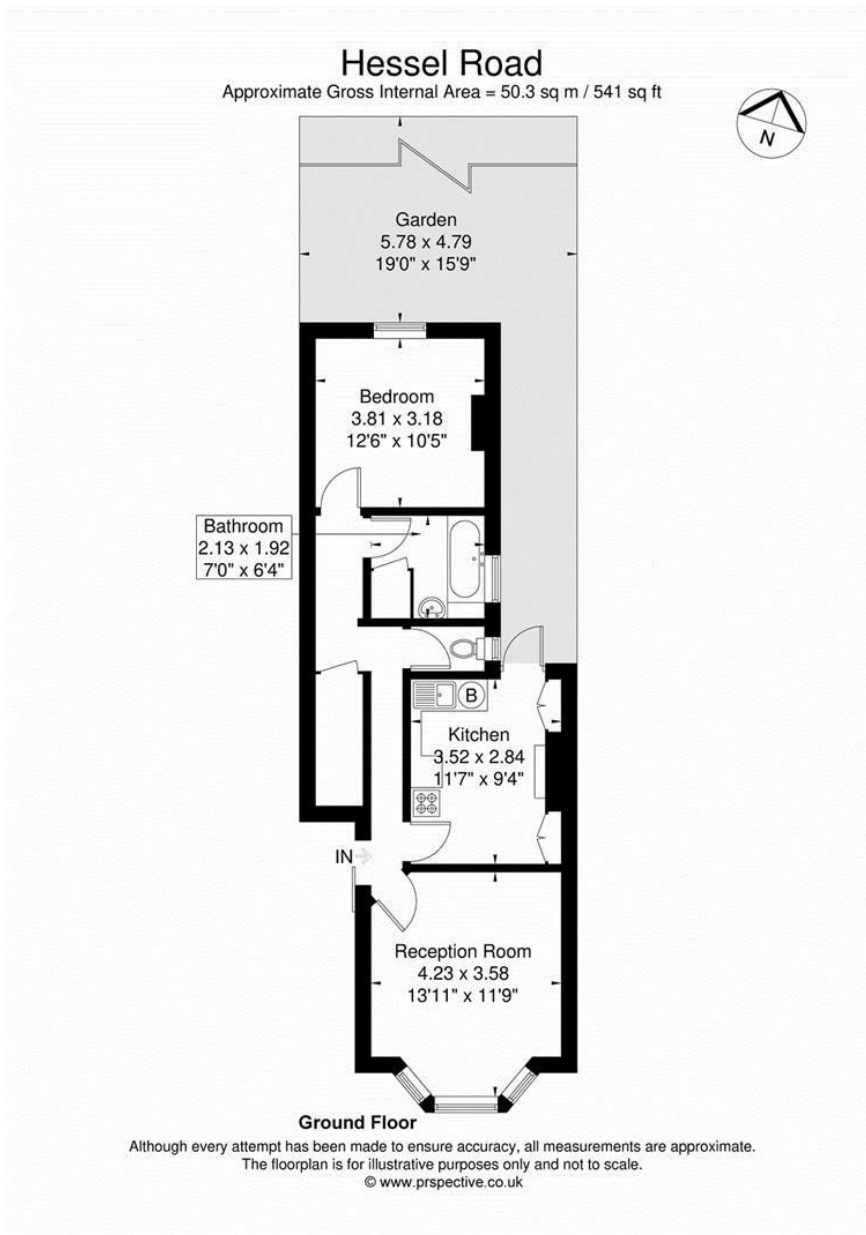 Hessel Road
Approximate Gross Internal Area = 50.3 sq m / 541 sq ft
N
Garden
5.78 x 4.79
19'0" x 15'9"
Bedroom
3.81 x 3.18
12'6" x 10'5"
Bathroom
2.13 x 1.92
7'0" x 6'4"
B
Kitchen
3.52 x 2.84
11'7" x 9'4"
IN
Reception Room
4.23 x 3.58
13'11" x 11'9"
Ground Floor
Although every attempt has been made to ensure accuracy, all measurements are approximate.
The floorplan is for illustrative purposes only and not to scale.
© www.prspective.co.uk